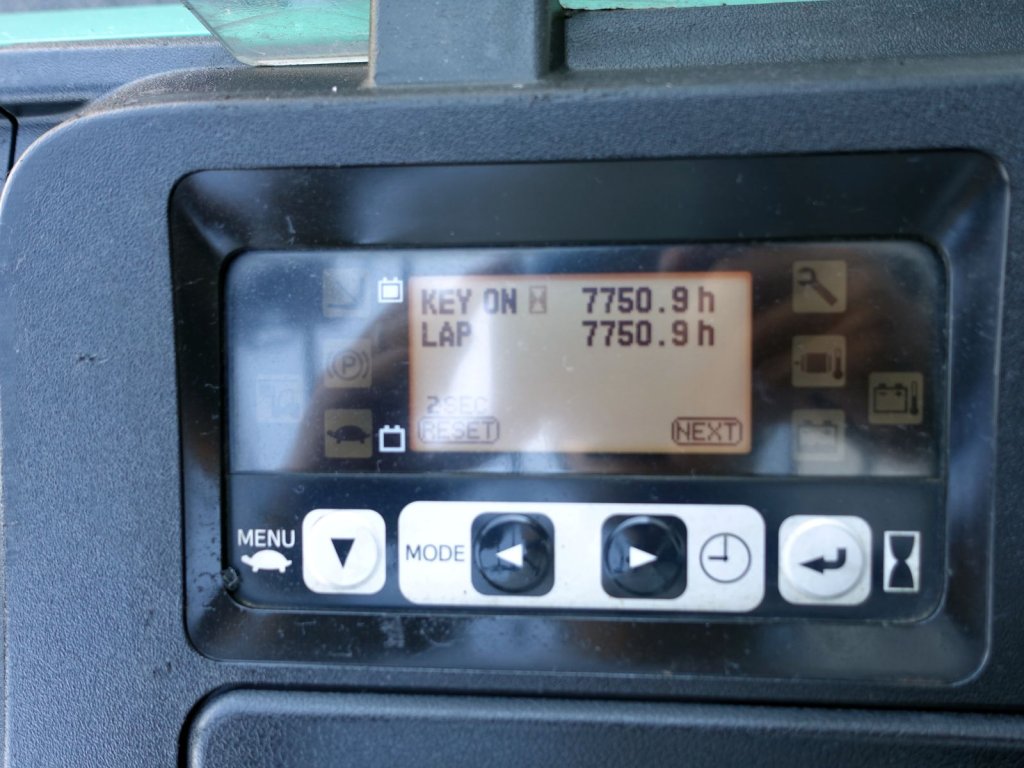 KEY ON 7750.9 h
LAP 7750.9 h
2SEC
RESET NEXT
MENU
MODE